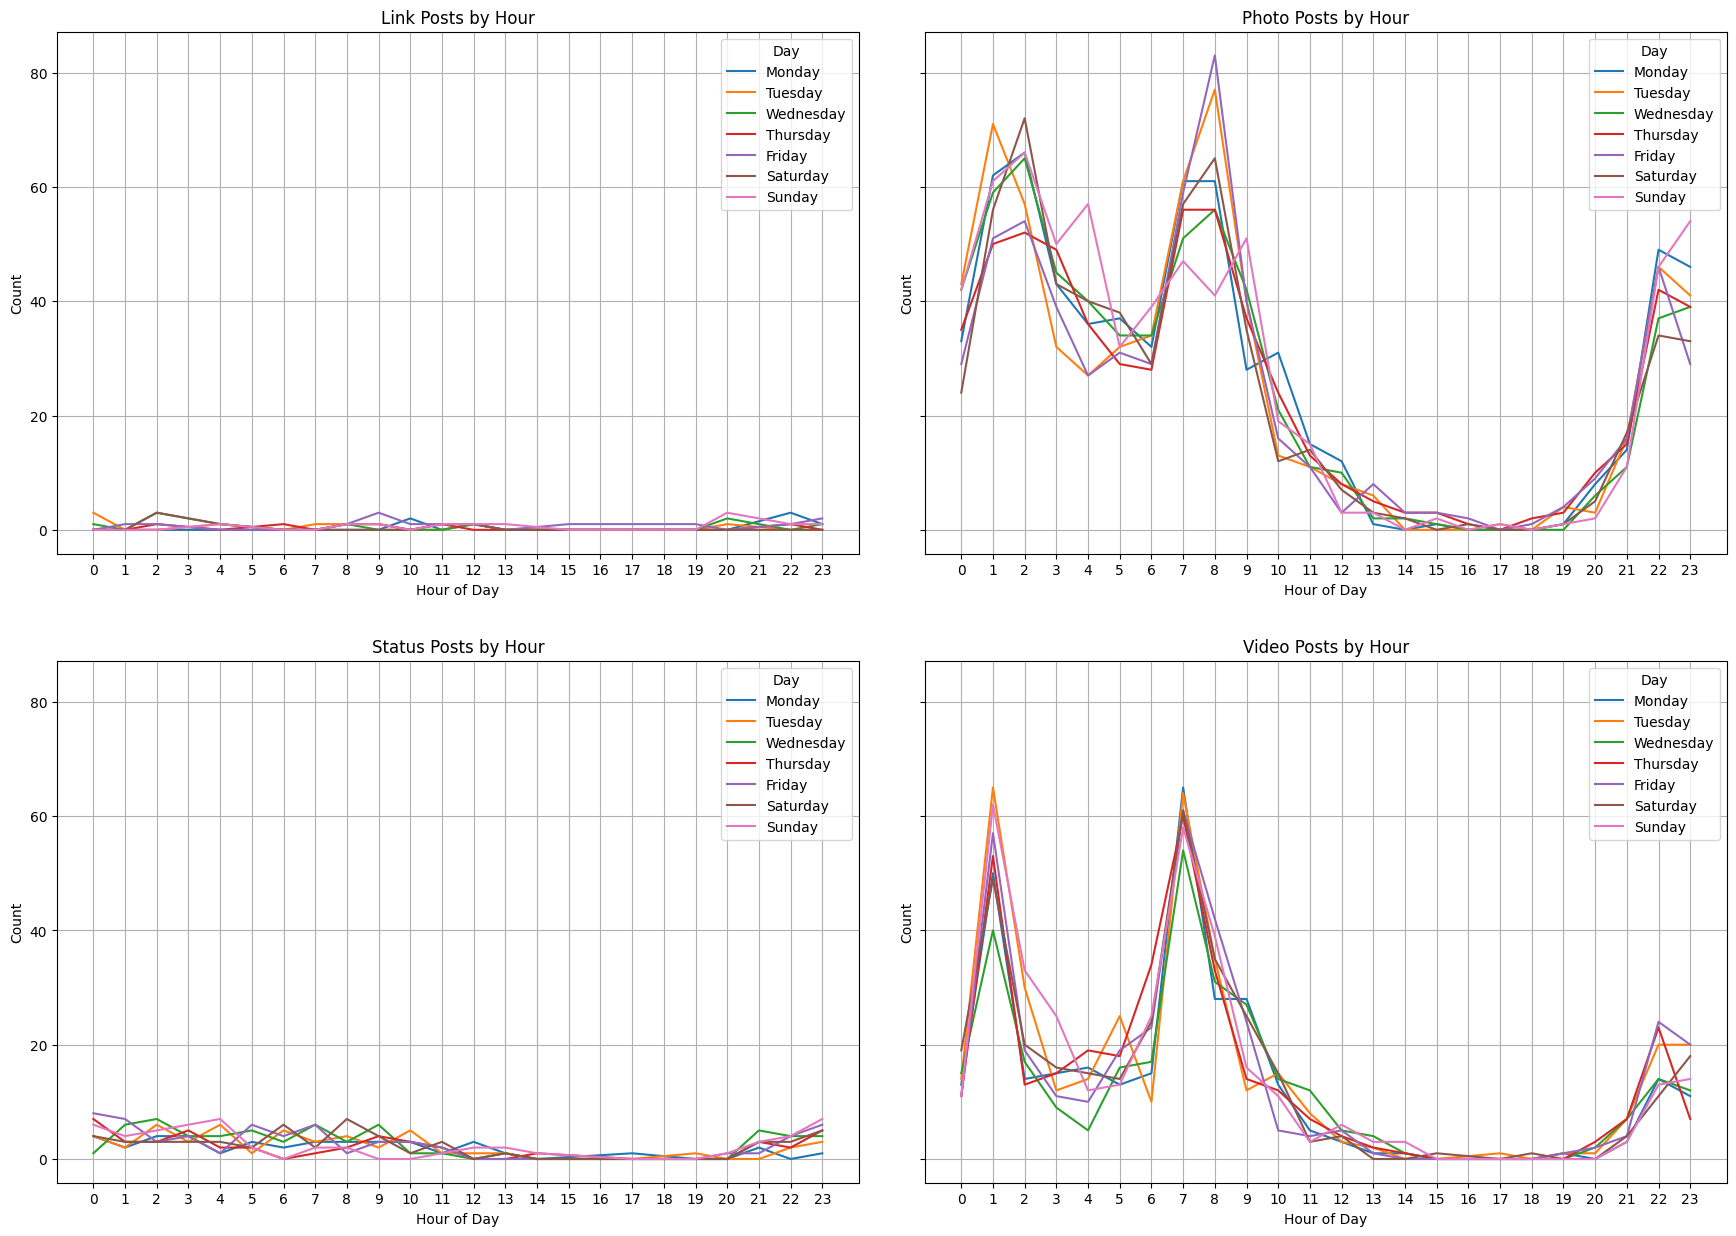 Link Posts by Hour
Count
80
60
40
20
0
Day
Monday
Tuesday
Wednesday
Thursday
Friday
Saturday
Sunday
0 1 2 3 4 5 6 7 8 9 10 11 12 13 14 15 16 17 18 19 20 21 22 23
Hour of Day
Photo Posts by Hour
Count
Day
Monday
Tuesday
Wednesday
Thursday
Friday
Saturday
Sunday
0 1 2 3 4 5 6 7 8 9 10 11 12 13 14 15 16 17 18 19 20 21 22 23
Hour of Day
Status Posts by Hour
Count
80
60
40
20
0
Day
Monday
Tuesday
Wednesday
Thursday
Friday
Saturday
Sunday
0 1 2 3 4 5 6 7 8 9 10 11 12 13 14 15 16 17 18 19 20 21 22 23
Hour of Day
Video Posts by Hour
Count
Day
Monday
Tuesday
Wednesday
Thursday
Friday
Saturday
Sunday
0 1 2 3 4 5 6 7 8 9 10 11 12 13 14 15 16 17 18 19 20 21 22 23
Hour of Day